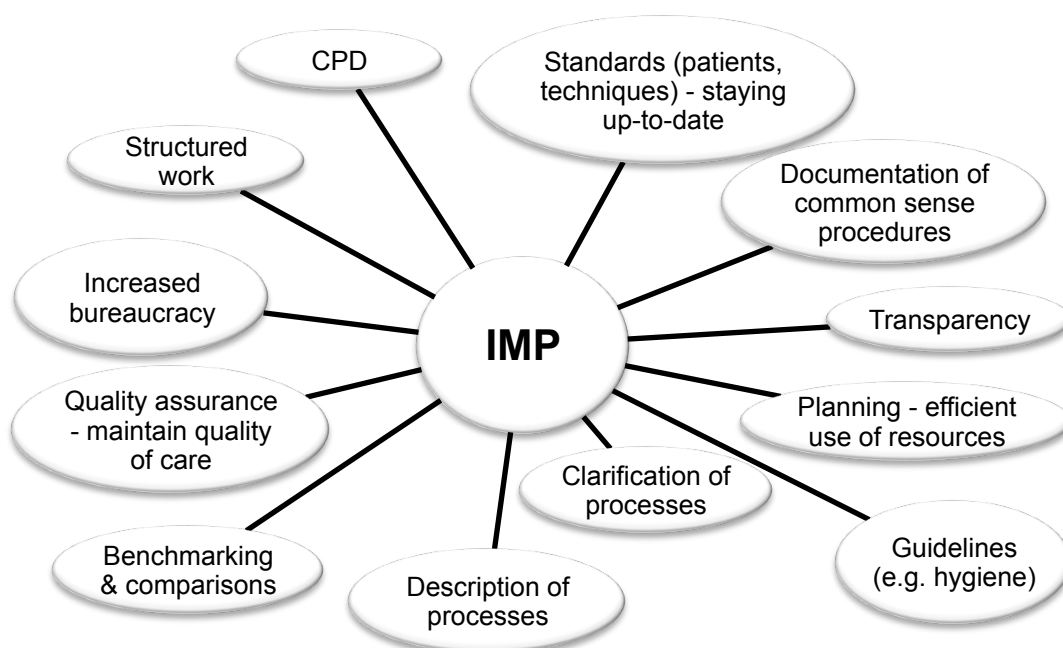 CPD
Standards (patients,
techniques) - staying
up-to-date
Structured
work
Documentation of
common sense
procedures
Increased
bureaucracy
IMP
Transparency
Quality assurance
- maintain quality
of care
Planning - efficient
use of resources
Clarification of
processes
Benchmarking
& comparisons
Description of
processes
Guidelines
(e.g. hygiene)